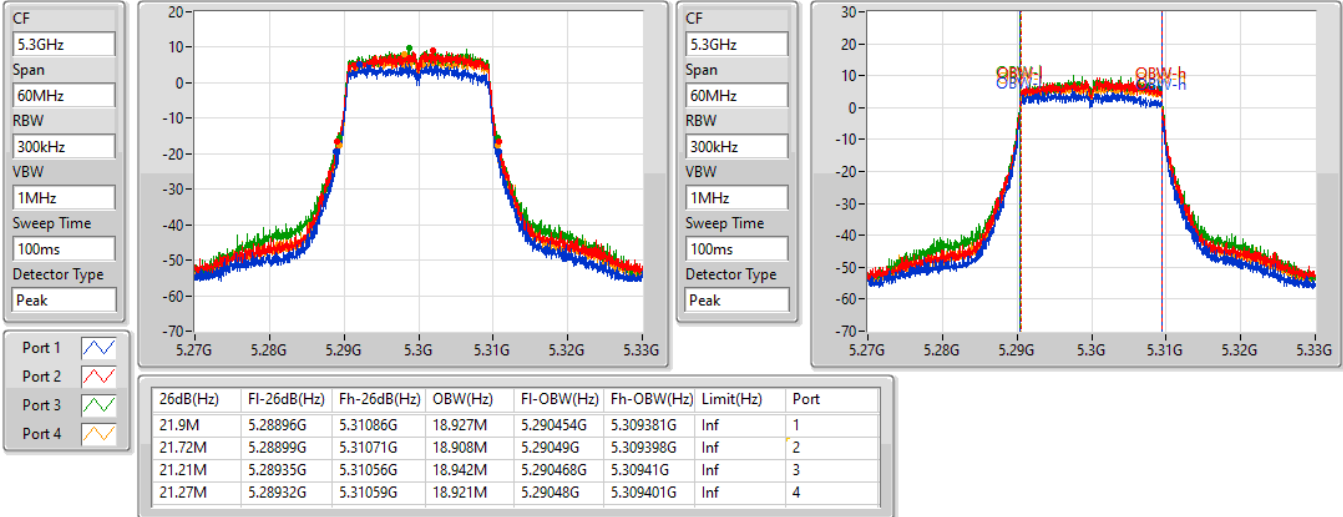 CF
5.3GHz
Span
60MHz
RBW
300kHz
VBW
1MHz
Sweep Time
100ms
Detector Type
Peak
20
10
0
-10
-20
-30
-40
-50
-60
-70
5.27G 5.28G 5.29G 5.3G 5.31G 5.32G 5.33G
CF
5.3GHz
Span
60MHz
RBW
300kHz
VBW
1MHz
Sweep Time
100ms
Detector Type
Peak
30
20
10
0
-10
-20
-30
-40
-50
-60
-70
OBW-l OBW-h
OBW-l OBW-h
5.27G 5.28G 5.29G 5.3G 5.31G 5.32G 5.33G
Port 1
Port 2
Port 3
Port 4
26dB(Hz) Fl-26dB(Hz) Fh-26dB(Hz) OBW(Hz) Fl-OBW(Hz) Fh-OBW(Hz) Limit(Hz) Port
21.9M 5.28896G 5.31086G 18.927M 5.290454G 5.309381G Inf 1
21.72M 5.28899G 5.31071G 18.908M 5.29049G 5.309398G Inf 2
21.21M 5.28935G 5.31056G 18.942M 5.290468G 5.30941G Inf 3
21.27M 5.28932G 5.31059G 18.921M 5.29048G 5.309401G Inf 4